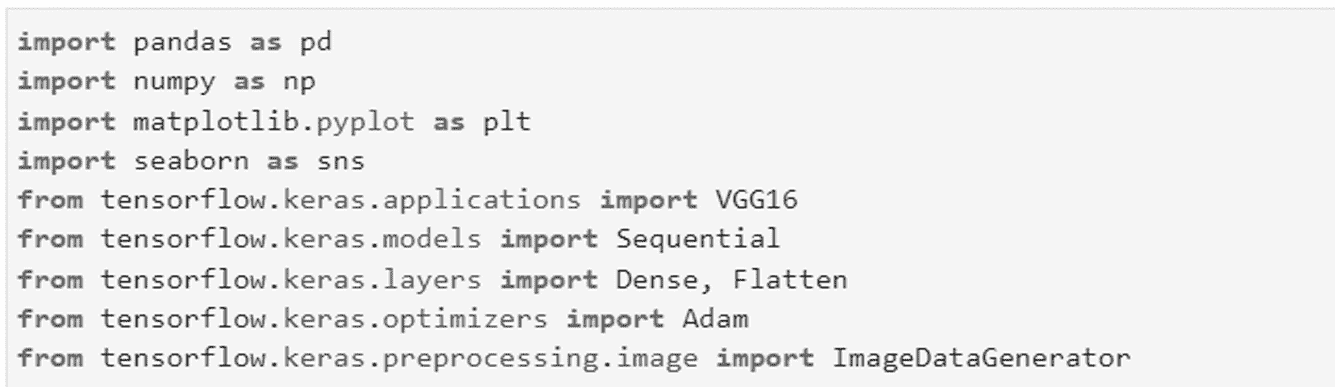 import pandas as pd
import numpy as np
import matplotlib.pyplot as plt
import seaborn as sns
from tensorflow.keras.applications import VGG16
from tensorflow.keras.models import Sequential
from tensorflow.keras.layers import Dense, Flatten
from tensorflow.keras.optimizers import Adam
from tensorflow.keras.preprocessing.image import ImageDataGenerator